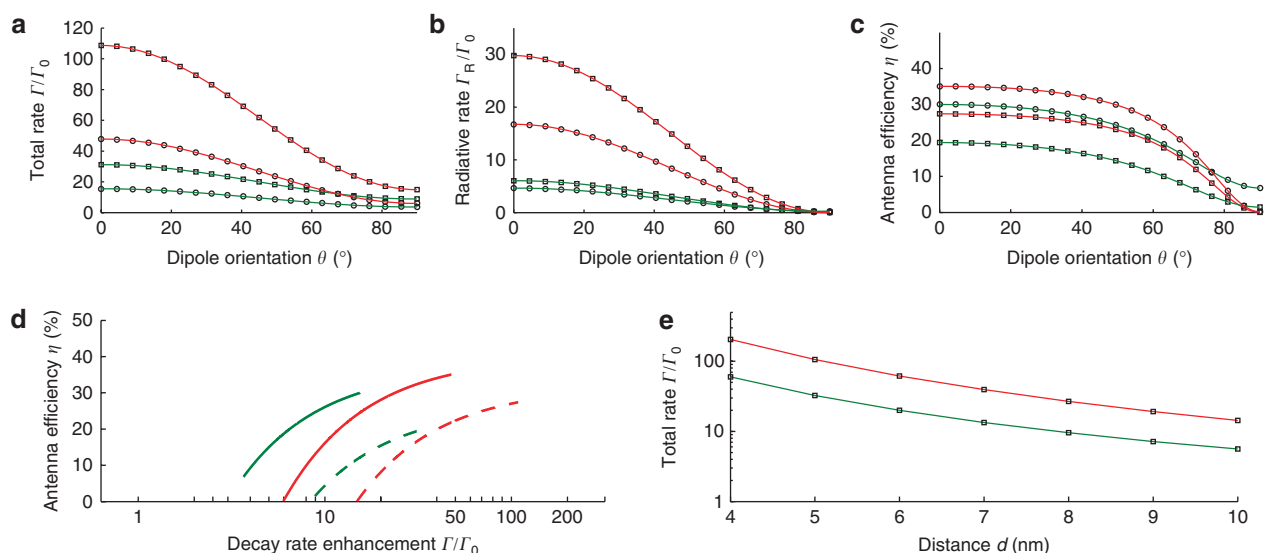 a
Total rate Γ/Γ0
120
100
80
60
40
20
0
0 20 40 60 80
Dipole orientation θ (°)
b
Radiative rate ΓR/Γ0
30
20
10
0
0 20 40 60 80
Dipole orientation θ (°)
c
Antenna efficiency η (%)
40
30
20
10
0
0 20 40 60 80
Dipole orientation θ (°)
d
Antenna efficiency η (%)
50
40
30
20
10
0
1 10 50 100 200
Decay rate enhancement Γ/Γ0
e
Total rate Γ/Γ0
100
10
1
4 5 6 7 8 9 10
Distance d (nm)